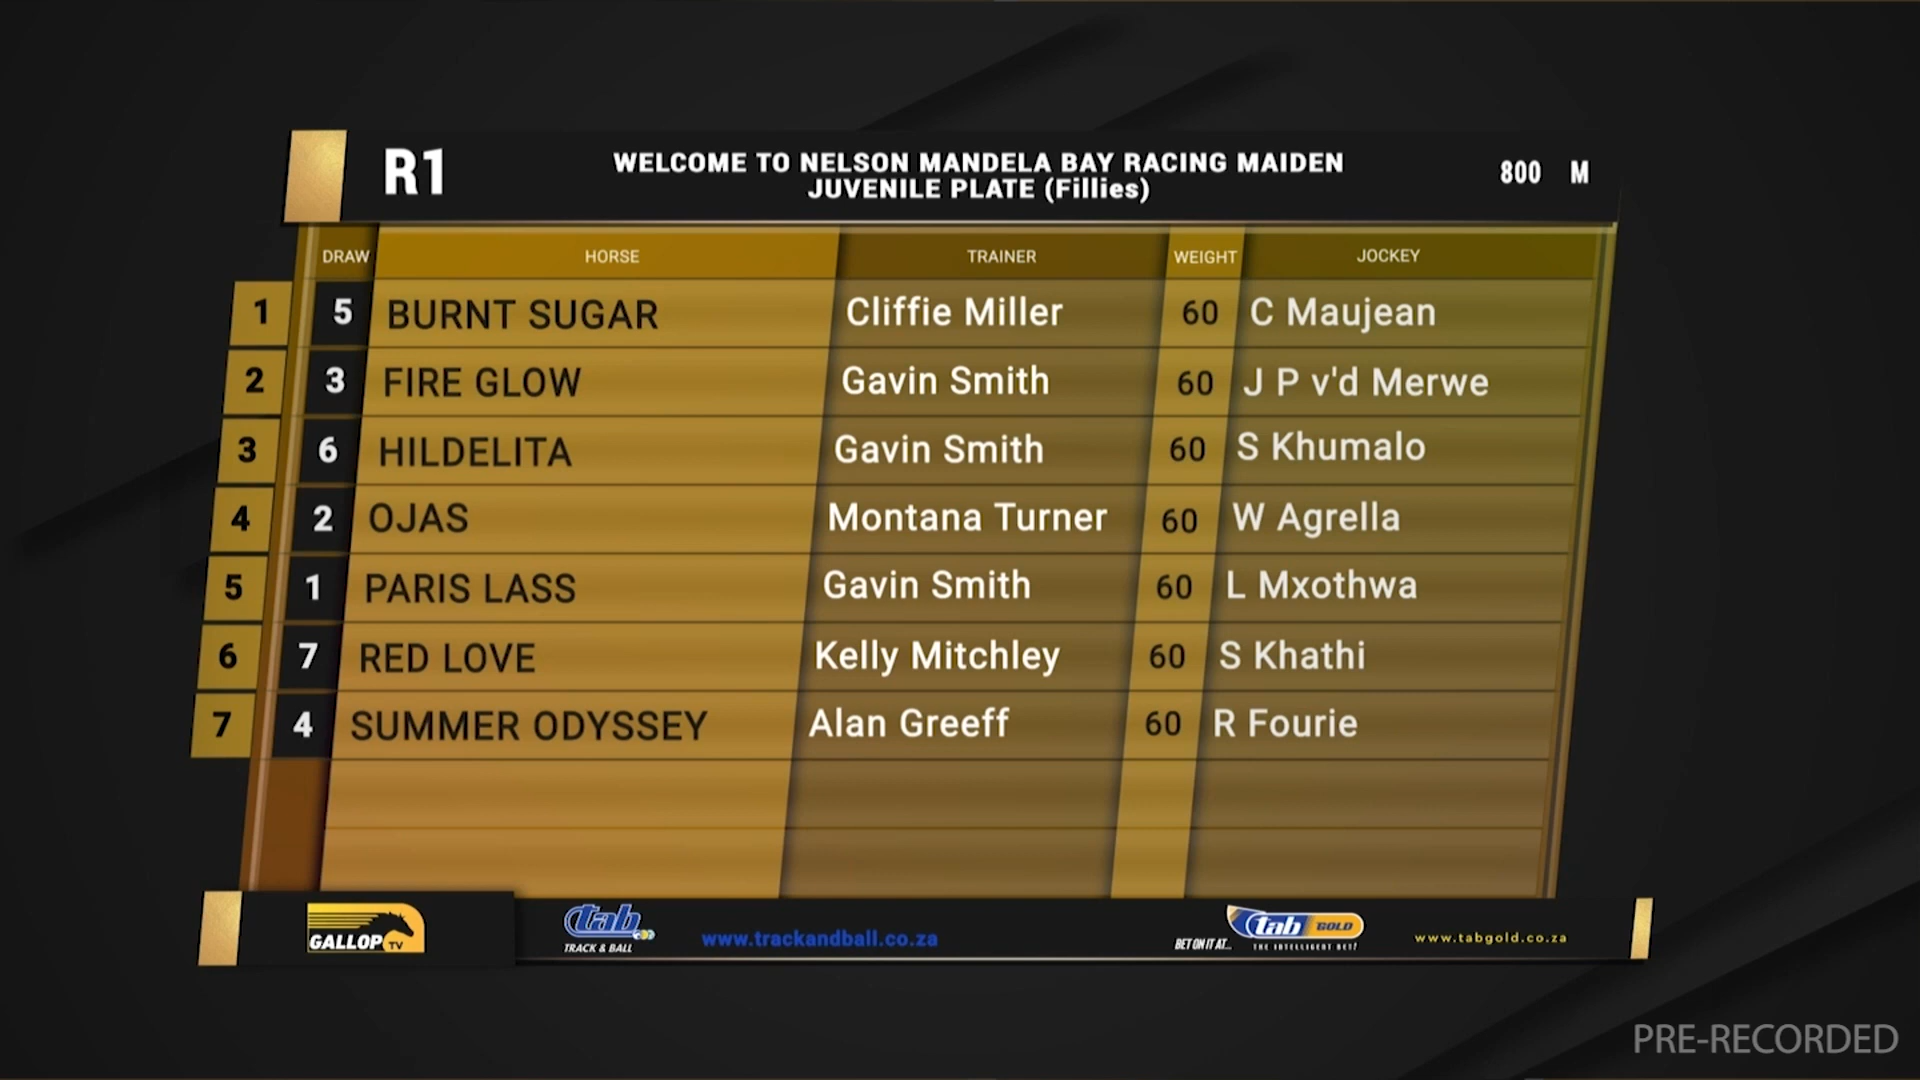 R1
WELCOME TO NELSON MANDELA BAY RACING MAIDEN
JUVENILE PLATE (Fillies)
800 M
DRAW HORSE TRAINER WEIGHT JOCKEY
1 5 BURNT SUGAR Cliffie Miller 60 C Maujean
2 3 FIRE GLOW Gavin Smith 60 J P v'd Merwe
3 6 HILDELITA Gavin Smith 60 S Khumalo
4 2 OJAS Montana Turner 60 W Agrella
5 1 PARIS LASS Gavin Smith 60 L Mxothwa
6 7 RED LOVE Kelly Mitchley 60 S Khathi
7 4 SUMMER ODYSSEY Alan Greeff 60 R Fourie
GALLOP TV
tab
TRACK & BALL
www.trackandball.co.za
BET ON IT AT...
tab GOLD
THE INTELLIGENT BET!
www.tabgold.co.za
PRE-RECORDED